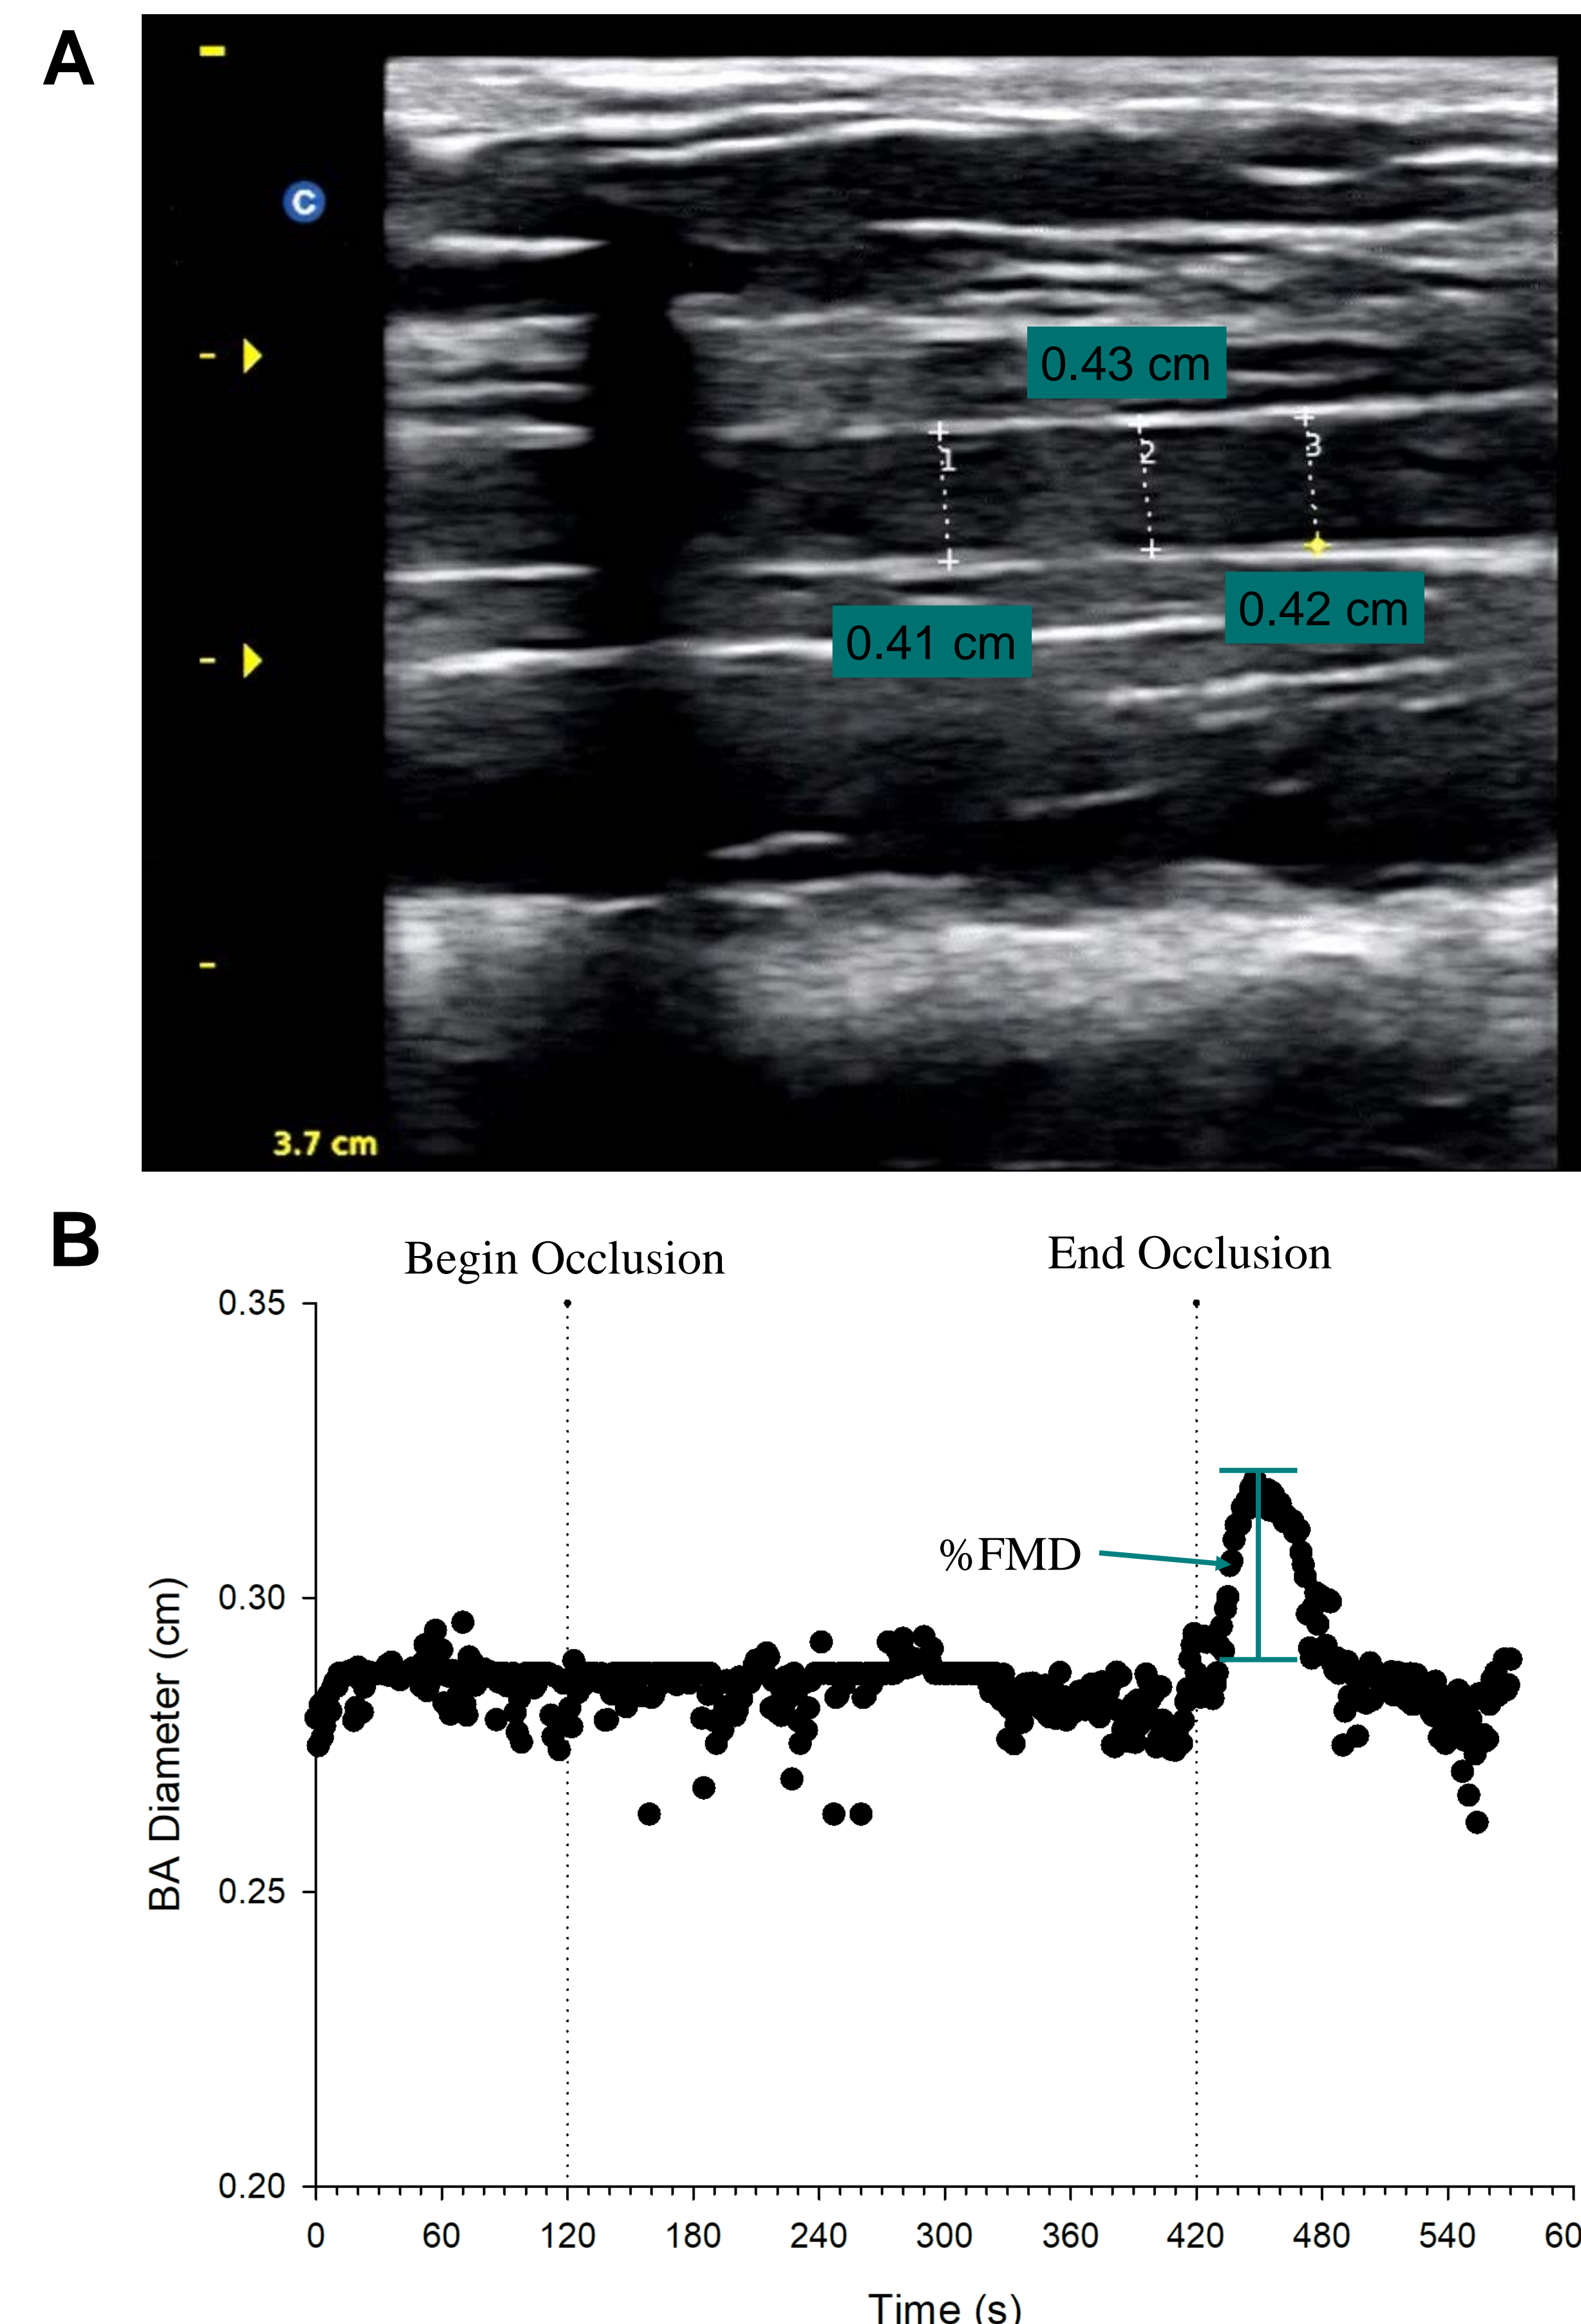 A
C
0.43 cm
1
2
3
0.42 cm
0.41 cm
3.7 cm
B
Begin Occlusion
End Occlusion
0.35
%FMD
0.30
BA Diameter (cm)
0.25
0.20
0 60 120 180 240 300 360 420 480 540 60
Time (s)